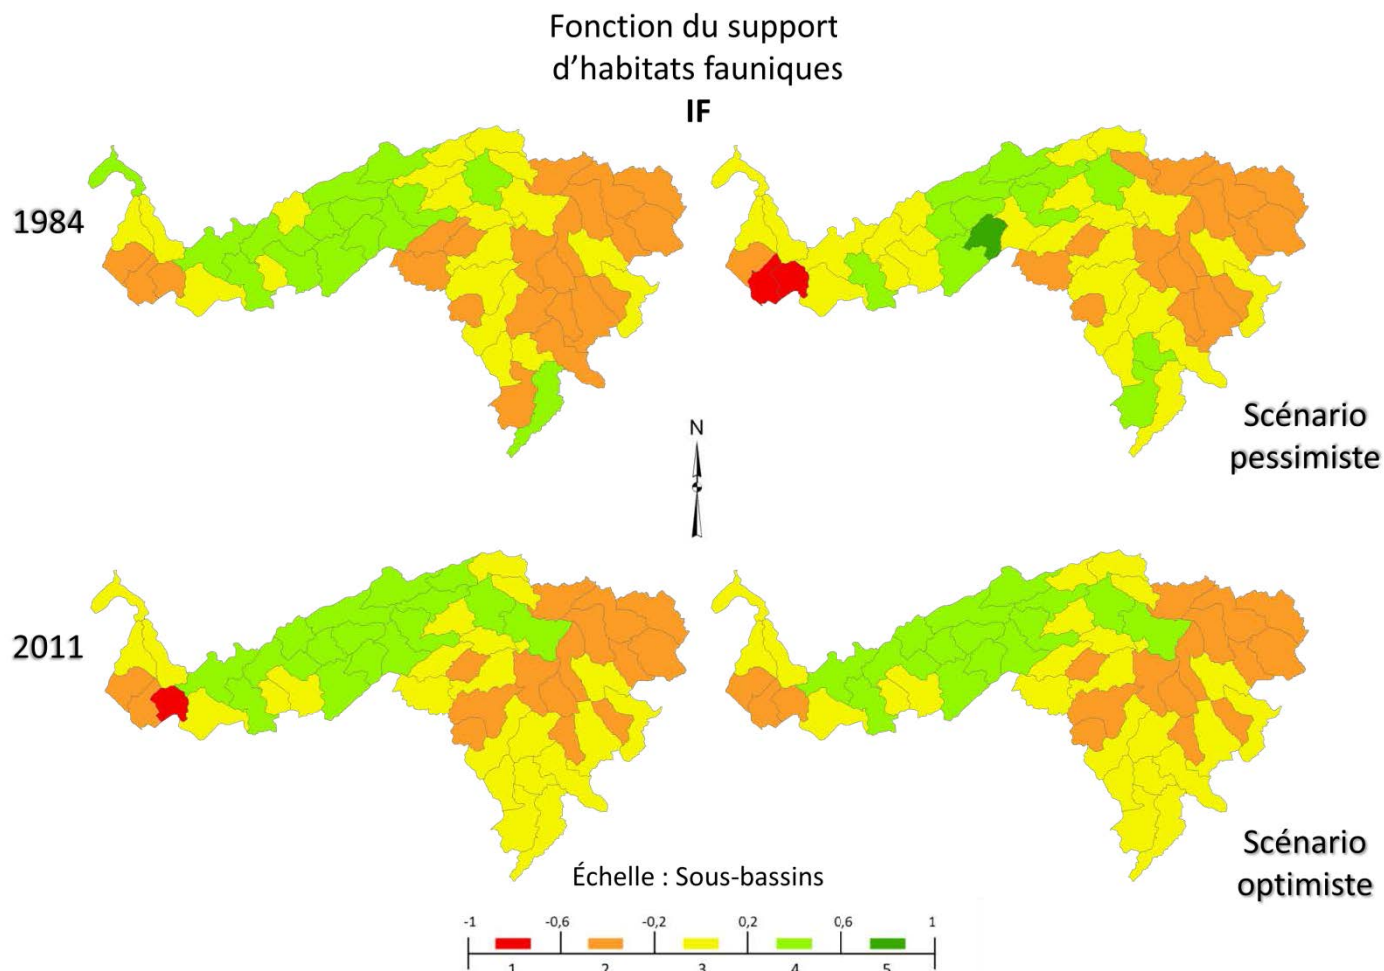 Fonction du support
d’habitats fauniques
IF
1984
Scénario
pessimiste
N
2011
Scénario
optimiste
Échelle : Sous-bassins
-1 -0,6 -0,2 0,2 0,6 1
1 2 3 4 5